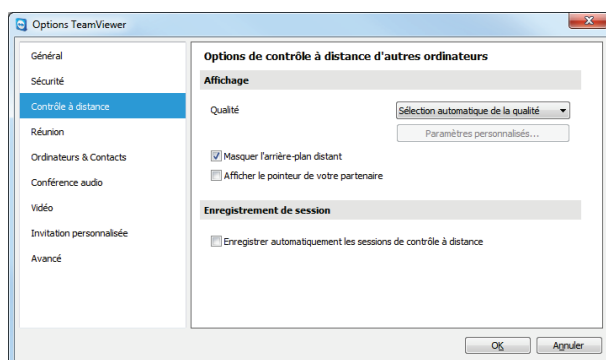 Options TeamViewer
Général
Sécurité
Contrôle à distance
Réunion
Ordinateurs & Contacts
Conférence audio
Vidéo
Invitation personnalisée
Avancé
Options de contrôle à distance d'autres ordinateurs
Affichage
Qualité
Sélection automatique de la qualité
Paramètres personnalisés...
Masquer l'arrière-plan distant
Afficher le pointeur de votre partenaire
Enregistrement de session
Enregistrer automatiquement les sessions de contrôle à distance
OK
Annuler